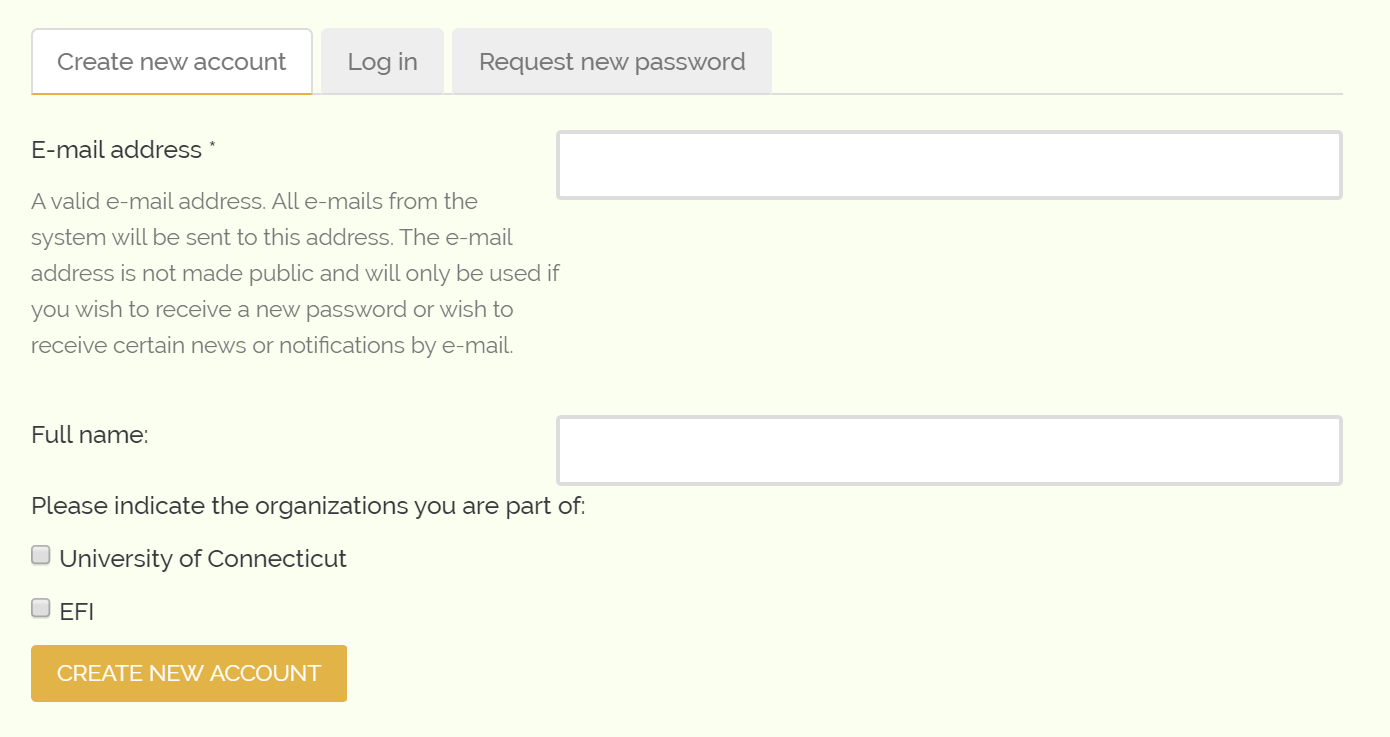 Create new account
Log in
Request new password
E-mail address *
A valid e-mail address. All e-mails from the
system will be sent to this address. The e-mail
address is not made public and will only be used if
you wish to receive a new password or wish to
receive certain news or notifications by e-mail.
Full name:
Please indicate the organizations you are part of:
University of Connecticut
EFI
CREATE NEW ACCOUNT